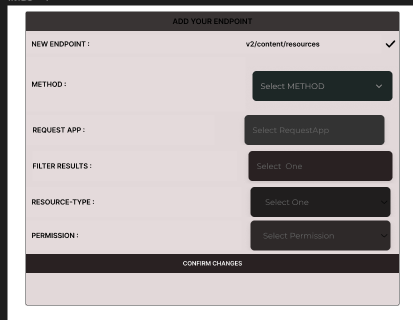 ADD YOUR ENDPOINT
NEW ENDPOINT : v2/content/resources
METHOD : Select METHOD
REQUEST APP : Select RequestApp
FILTER RESULTS : Select One
RESOURCE-TYPE : Select One
PERMISSION : Select Permission
CONFIRM CHANGES